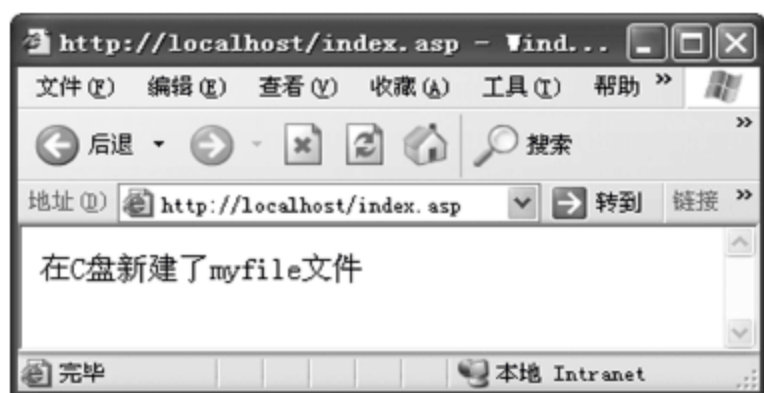 http://localhost/index.asp - Wind...
文件(F) 编辑(E) 查看(V) 收藏(A) 工具(T) 帮助 »
后退 搜索 »
地址(D) http://localhost/index.asp 转到 链接 »
在C盘新建了myfile文件
完毕 本地 Intranet